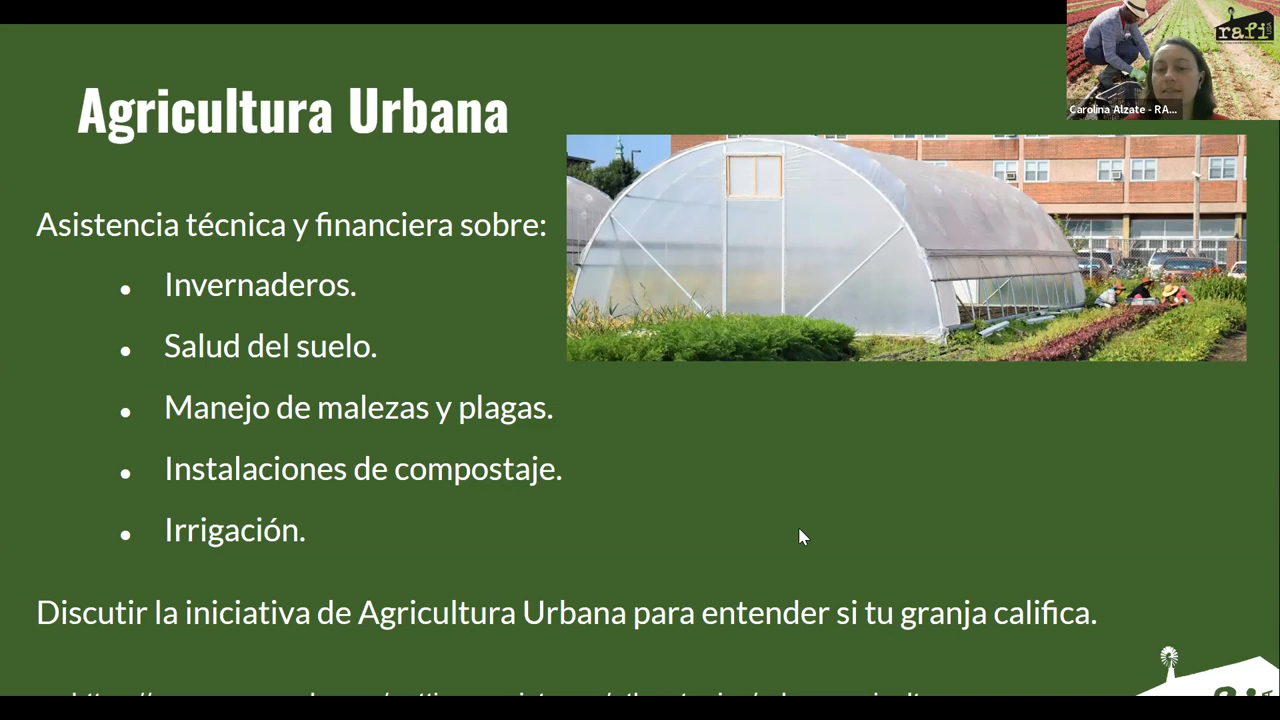 Agricultura Urbana
Asistencia técnica y financiera sobre:
● Invernaderos.
● Salud del suelo.
● Manejo de malezas y plagas.
● Instalaciones de compostaje.
● Irrigación.
Discutir la iniciativa de Agricultura Urbana para entender si tu granja califica.
rafi
USA
Carolina Alzate - RA...